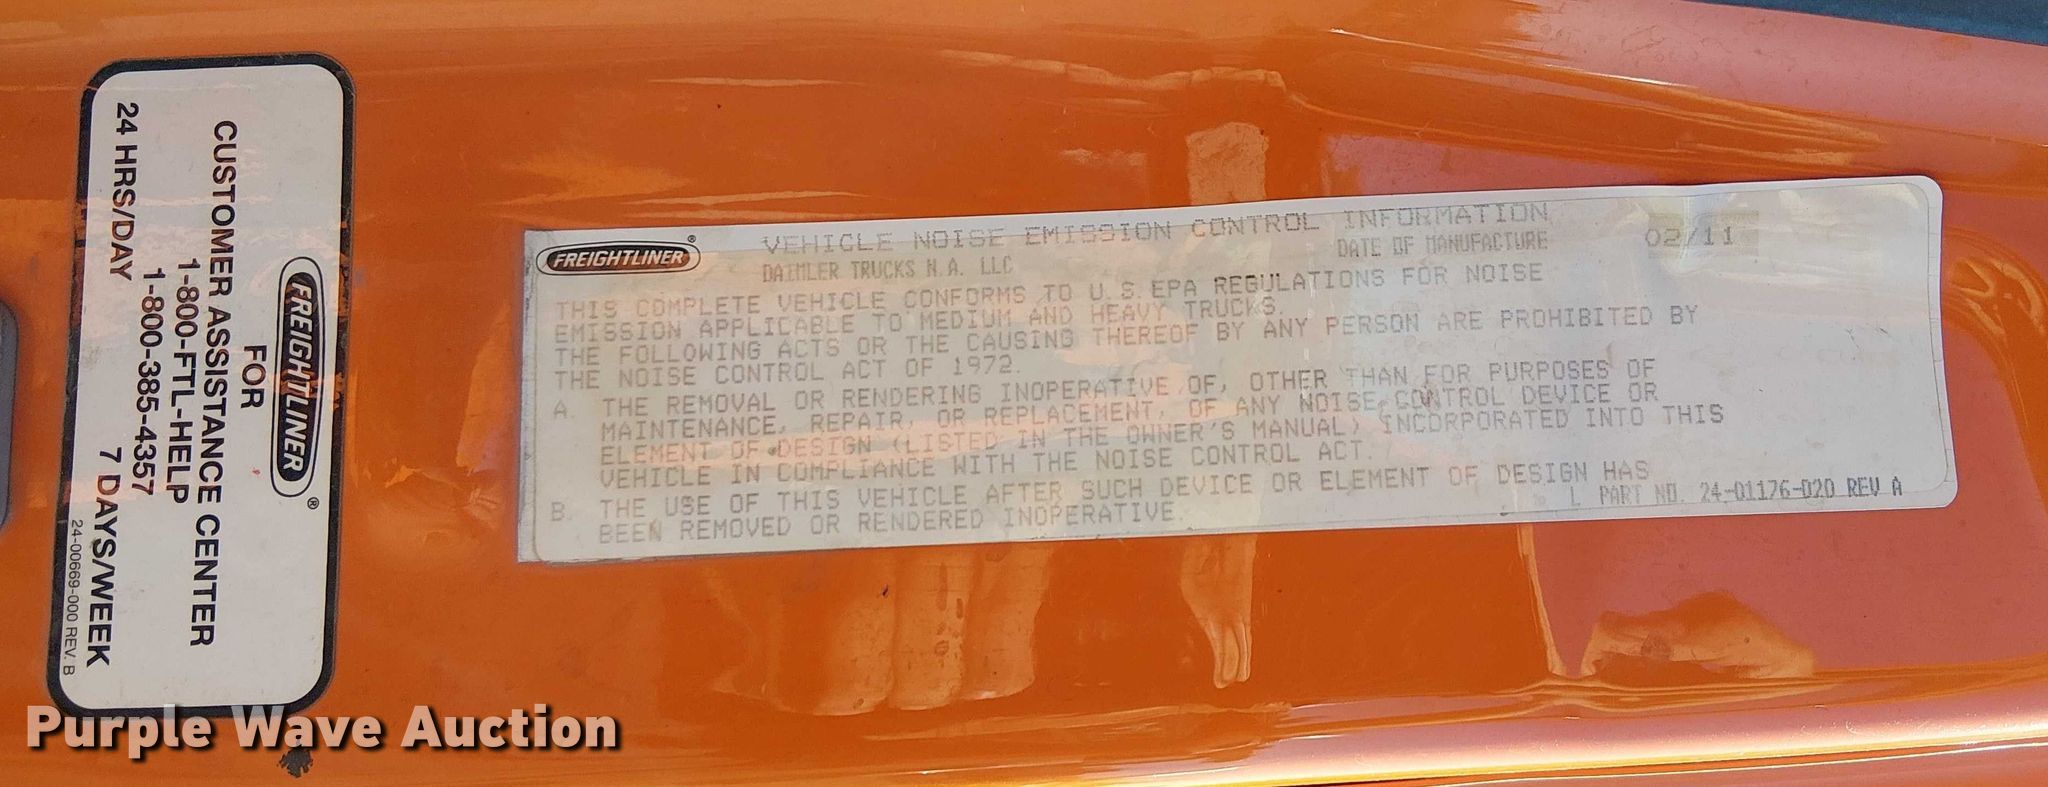 FREIGHTLINER®
FOR
CUSTOMER ASSISTANCE CENTER
1-800-FTL-HELP
1-800-385-4357
24 HRS/DAY 7 DAYS/WEEK
24-00669-000 REV. B
FREIGHTLINER®
VEHICLE NOISE EMISSION CONTROL INFORMATION
DAIMLER TRUCKS N.A. LLC DATE OF MANUFACTURE 02/11
THIS COMPLETE VEHICLE CONFORMS TO U.S.EPA REGULATIONS FOR NOISE
EMISSION APPLICABLE TO MEDIUM AND HEAVY TRUCKS.
THE FOLLOWING ACTS OR THE CAUSING THEREOF BY ANY PERSON ARE PROHIBITED BY
THE NOISE CONTROL ACT OF 1972.
A. THE REMOVAL OR RENDERING INOPERATIVE OF, OTHER THAN FOR PURPOSES OF
MAINTENANCE, REPAIR, OR REPLACEMENT, OF ANY NOISE CONTROL DEVICE OR
ELEMENT OF DESIGN (LISTED IN THE OWNER'S MANUAL) INCORPORATED INTO THIS
VEHICLE IN COMPLIANCE WITH THE NOISE CONTROL ACT.
B. THE USE OF THIS VEHICLE AFTER SUCH DEVICE OR ELEMENT OF DESIGN HAS
BEEN REMOVED OR RENDERED INOPERATIVE.
L PART NO. 24-01176-020 REV A
Purple Wave Auction